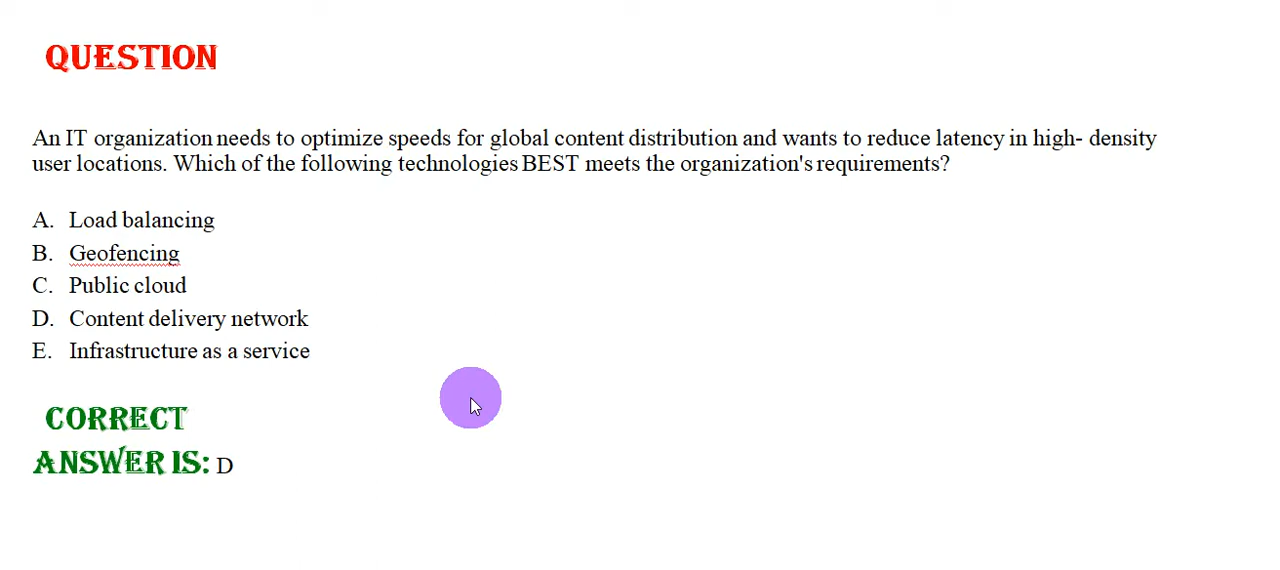 QUESTION
An IT organization needs to optimize speeds for global content distribution and wants to reduce latency in high- density
user locations. Which of the following technologies BEST meets the organization's requirements?
A. Load balancing
B. Geofencing
C. Public cloud
D. Content delivery network
E. Infrastructure as a service
CORRECT
ANSWER IS: D